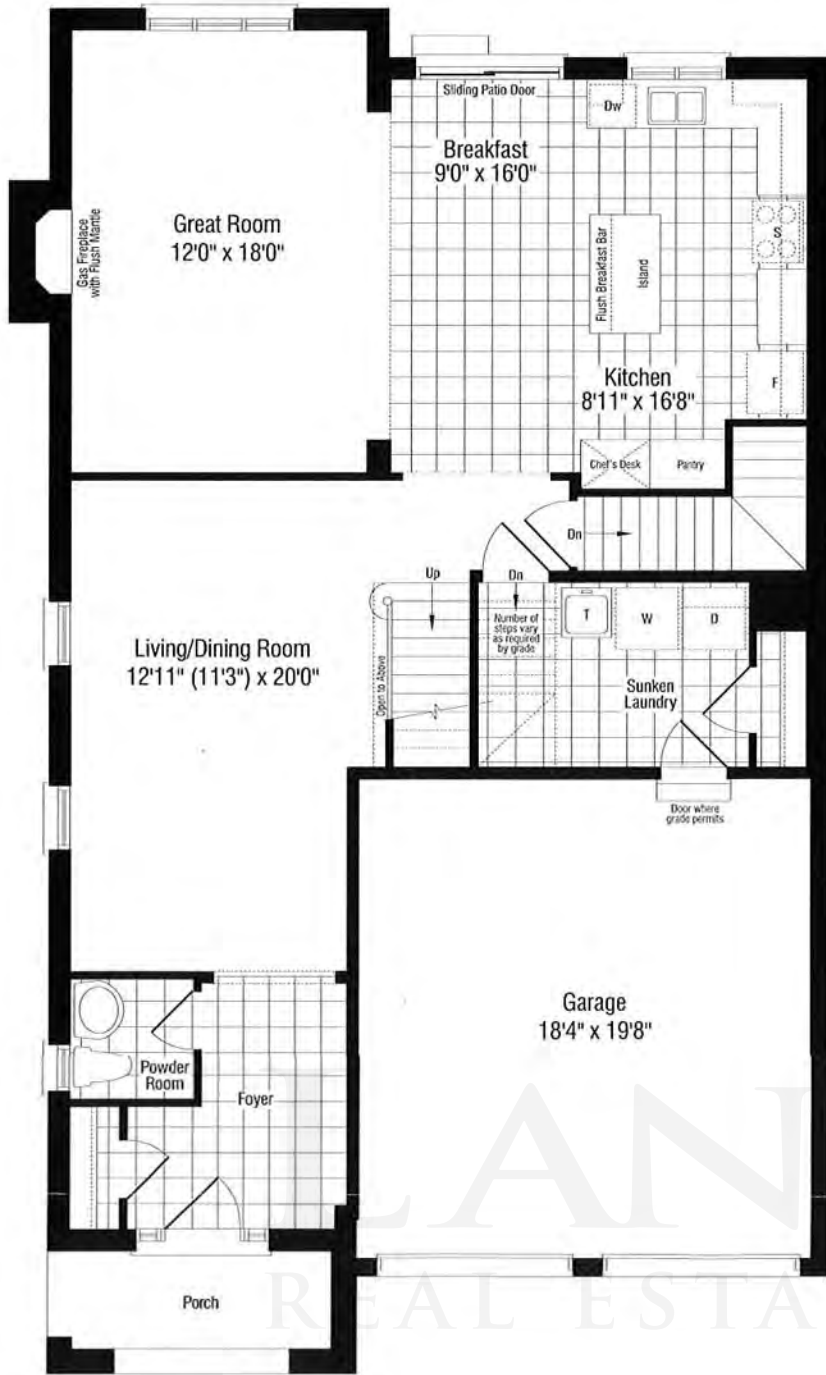 Sliding Patio Door
Dw
Breakfast
9'0" x 16'0"
Great Room
12'0" x 18'0"
Gas Fireplace
with Flush Mantle
S
Flush Breakfast Bar
Island
Kitchen
8'11" x 16'8"
F
Chef's Desk
Pantry
Dn
Up
Dn
Number of
steps vary
as required
by grade
T
W
D
Living/Dining Room
12'11" (11'3") x 20'0"
Open to Above
Sunken
Laundry
Door where
grade permits
Garage
18'4" x 19'8"
Powder
Room
Foyer
Porch
LAN
REAL ESTA